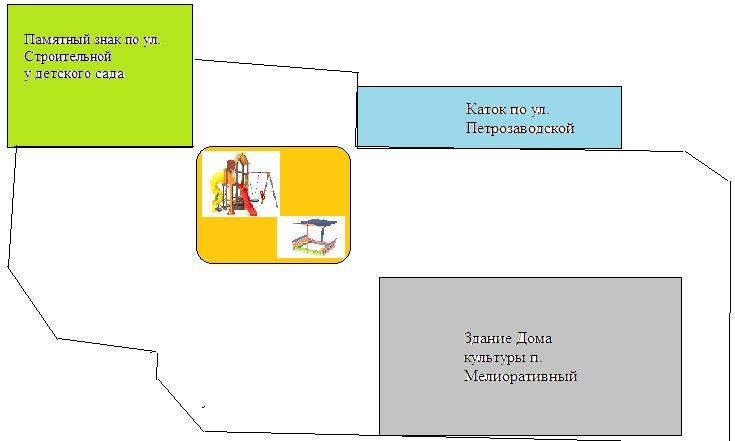 Памятный знак по ул.
Строительной
у детского сада
Каток по ул.
Петрозаводской
Здание Дома
культуры п.
Мелиоративный